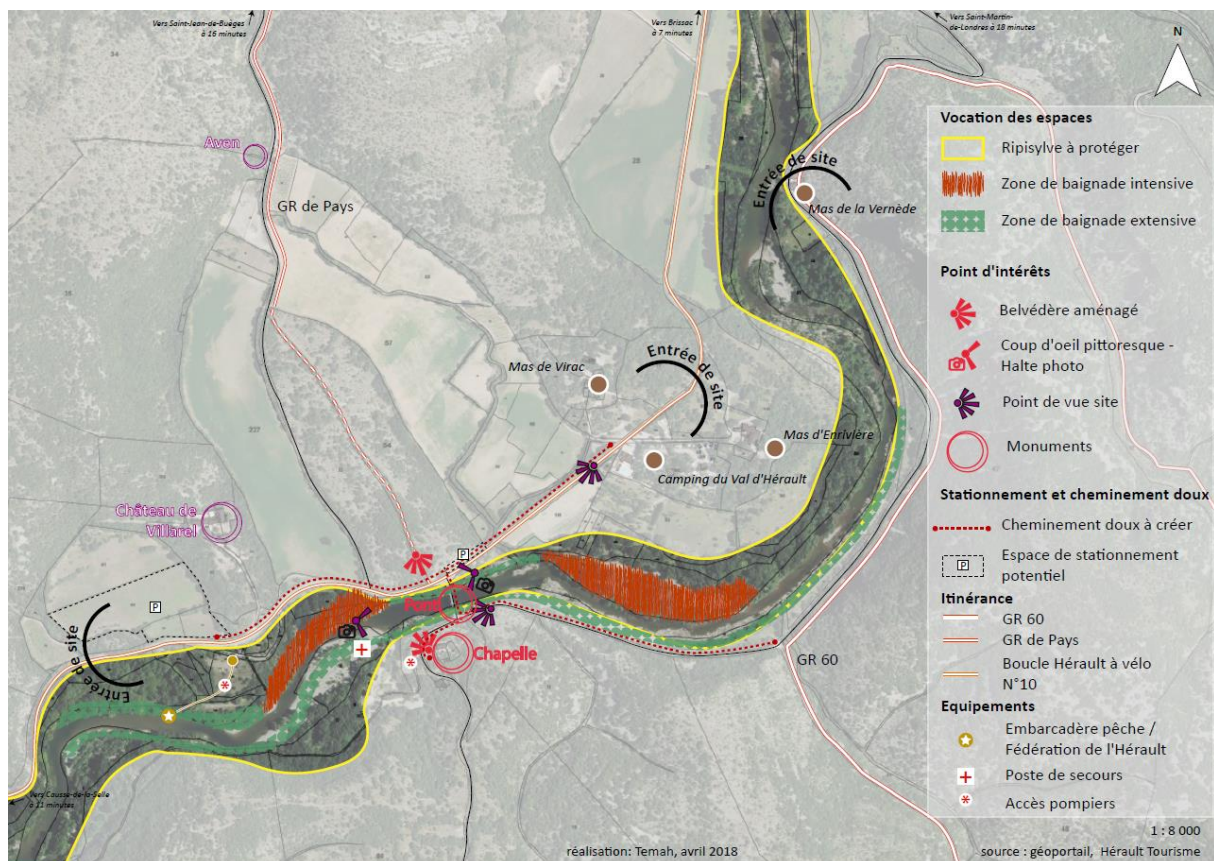 Vers Saint-Jean-de-Buèges
à 16 minutes
Vers Brissac
à 7 minutes
Vers Saint-Martin-
de-Londres à 18 minutes
N
Aven
GR de Pays
Entrée de site
Mas de la Vernède
Mas de Virac
Entrée de site
Mas d'Enrivière
Camping du Val d'Hérault
Château de
Villarel
P
P
Pont
Chapelle
GR 60
Entrée de site
Vers Causse-de-la-Selle
à 11 minutes
Vocation des espaces
Ripisylve à protéger
Zone de baignade intensive
Zone de baignade extensive
Point d'intérêts
Belvédère aménagé
Coup d'oeil pittoresque -
Halte photo
Point de vue site
Monuments
Stationnement et cheminement doux
Cheminement doux à créer
P
Espace de stationnement
potentiel
Itinérance
GR 60
GR de Pays
Boucle Hérault à vélo
N°10
Equipements
Embarcadère pêche /
Fédération de l'Hérault
Poste de secours
Accès pompiers
1 : 8 000
réalisation: Temah, avril 2018
source : géoportail, Hérault Tourisme